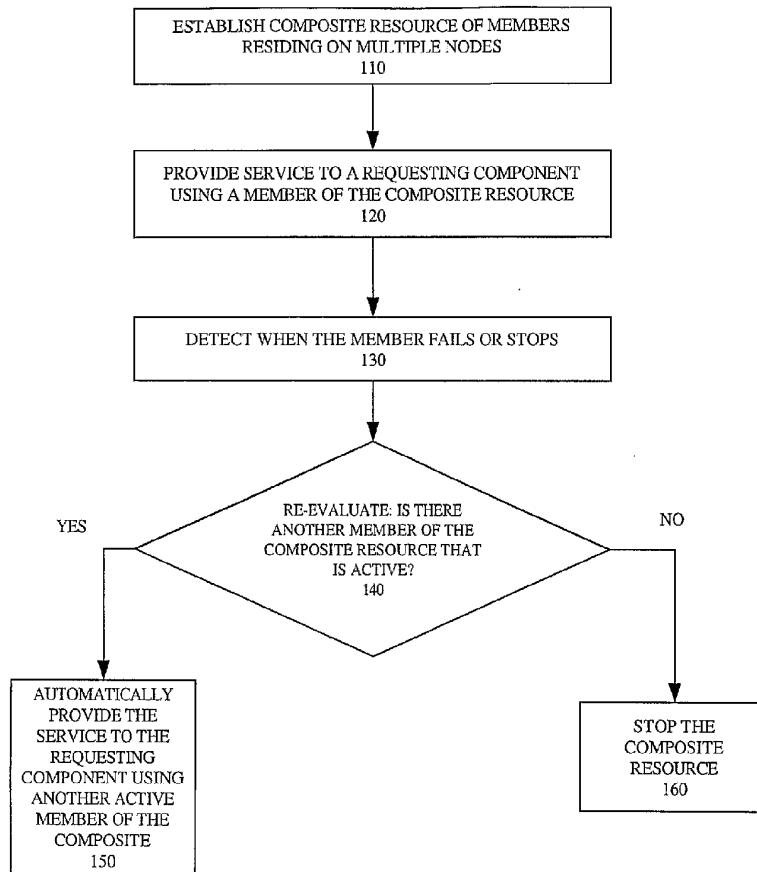 ESTABLISH COMPOSITE RESOURCE OF MEMBERS
RESIDING ON MULTIPLE NODES
110
PROVIDE SERVICE TO A REQUESTING COMPONENT
USING A MEMBER OF THE COMPOSITE RESOURCE
120
DETECT WHEN THE MEMBER FAILS OR STOPS
130
RE-EVALUATE: IS THERE
ANOTHER MEMBER OF THE
COMPOSITE RESOURCE THAT
IS ACTIVE?
140
YES
NO
AUTOMATICALLY
PROVIDE THE
SERVICE TO THE
REQUESTING
COMPONENT USING
ANOTHER ACTIVE
MEMBER OF THE
COMPOSITE
150
STOP THE
COMPOSITE
RESOURCE
160